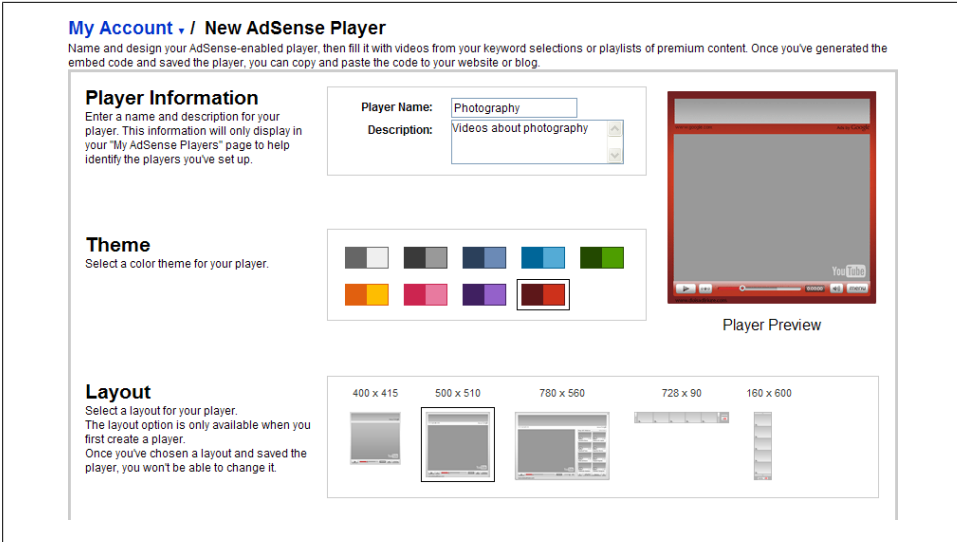 My Account / New AdSense Player
Name and design your AdSense-enabled player, then fill it with videos from your keyword selections or playlists of premium content. Once you've generated the
embed code and saved the player, you can copy and paste the code to your website or blog.
Player Information
Enter a name and description for your
player. This information will only display in
your "My AdSense Players" page to help
identify the players you've set up.
Player Name:
Photography
Description:
Videos about photography
Theme
Select a color theme for your player.
YouTube
menu
Player Preview
Layout
Select a layout for your player.
The layout option is only available when you
first create a player.
Once you've chosen a layout and saved the
player, you won't be able to change it.
400 x 415
500 x 510
780 x 560
728 x 90
160 x 600